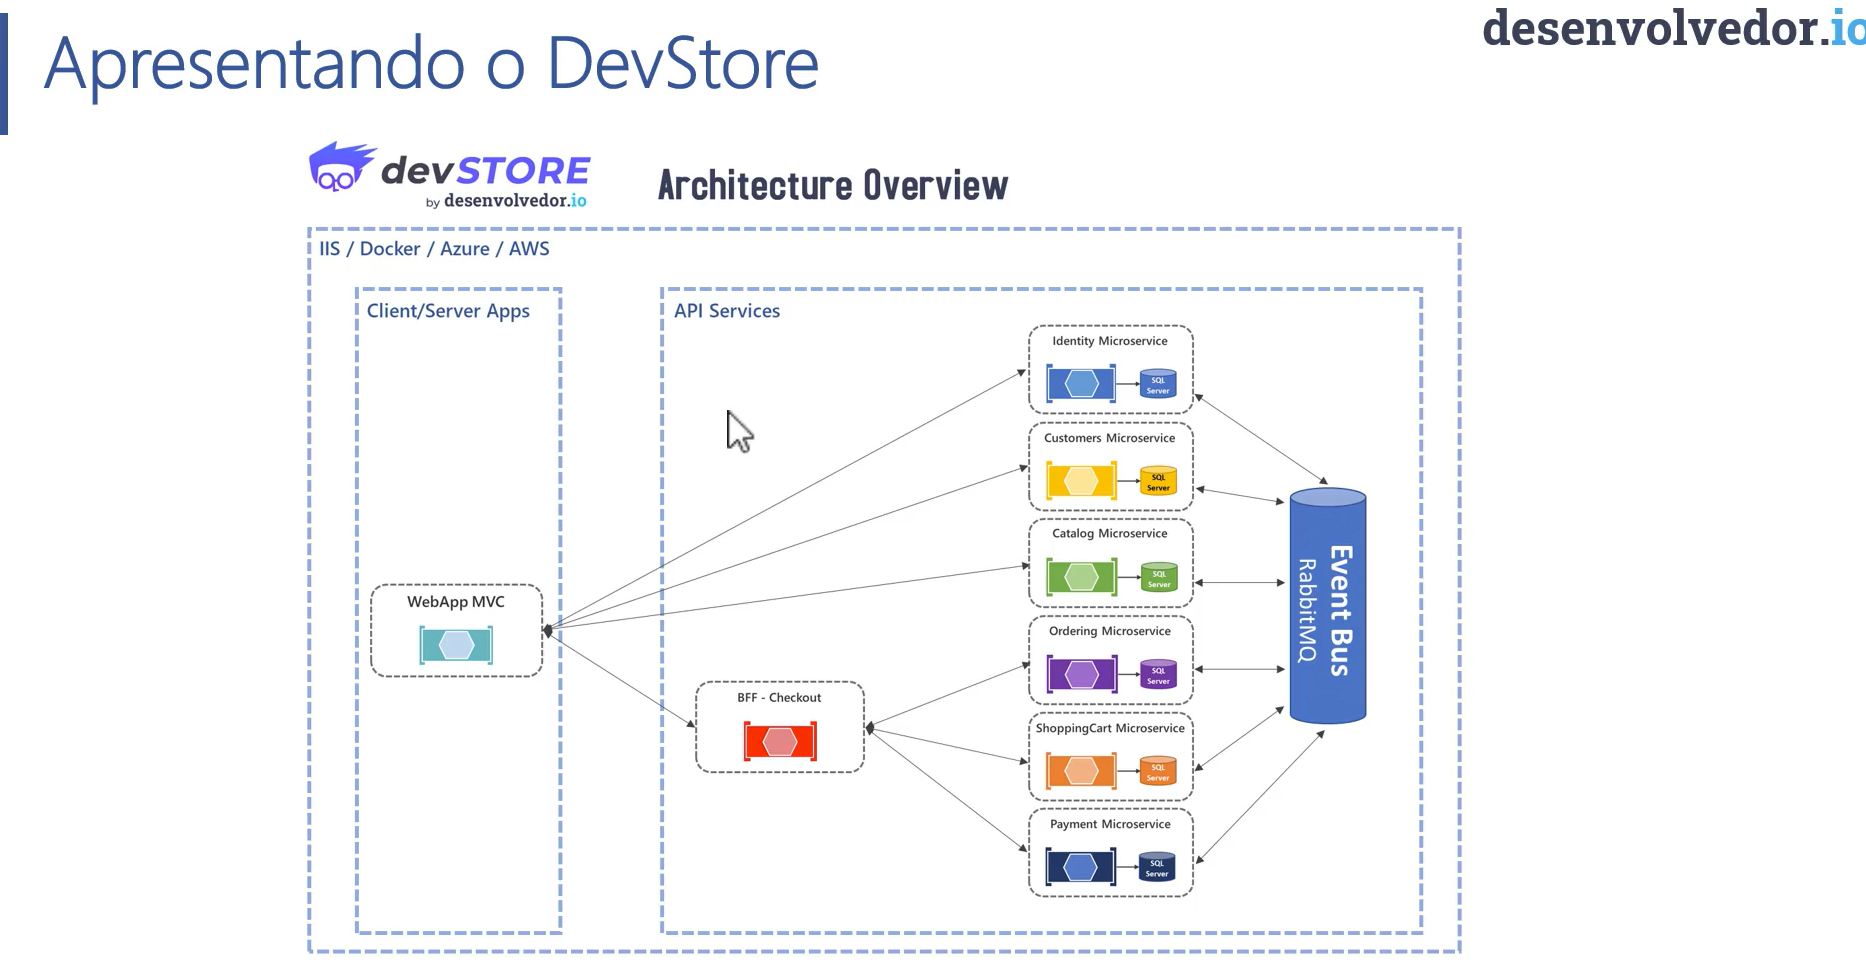 Apresentando o DevStore
desenvolvedor.io
devSTORE
by desenvolvedor.io
Architecture Overview
IIS / Docker / Azure / AWS
Client/Server Apps
API Services
WebApp MVC
BFF - Checkout
Identity Microservice
SQL
Server
Customers Microservice
SQL
Server
Catalog Microservice
SQL
Server
Ordering Microservice
SQL
Server
ShoppingCart Microservice
SQL
Server
Payment Microservice
SQL
Server
Event Bus
RabbitMQ